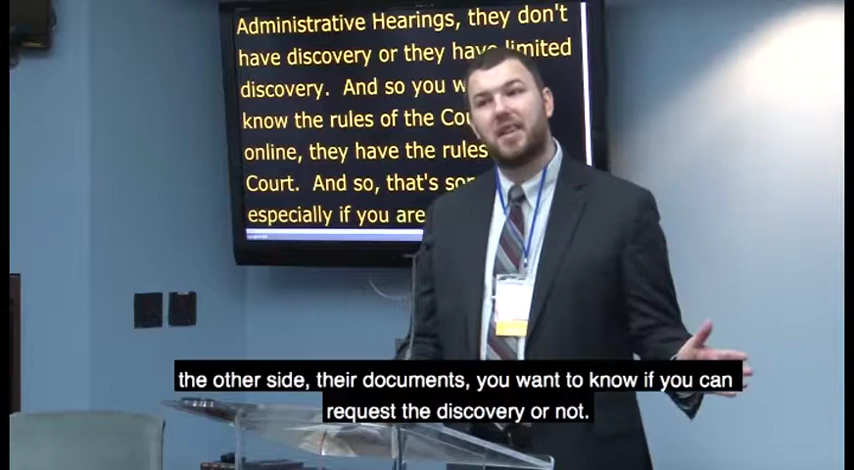 Administrative Hearings, they don't
have discovery or they have limited
discovery. And so you
know the rules of the
online, they have the rules
Court. And so, that's
especially if you are
the other side, their documents, you want to know if you can
request the discovery or not.